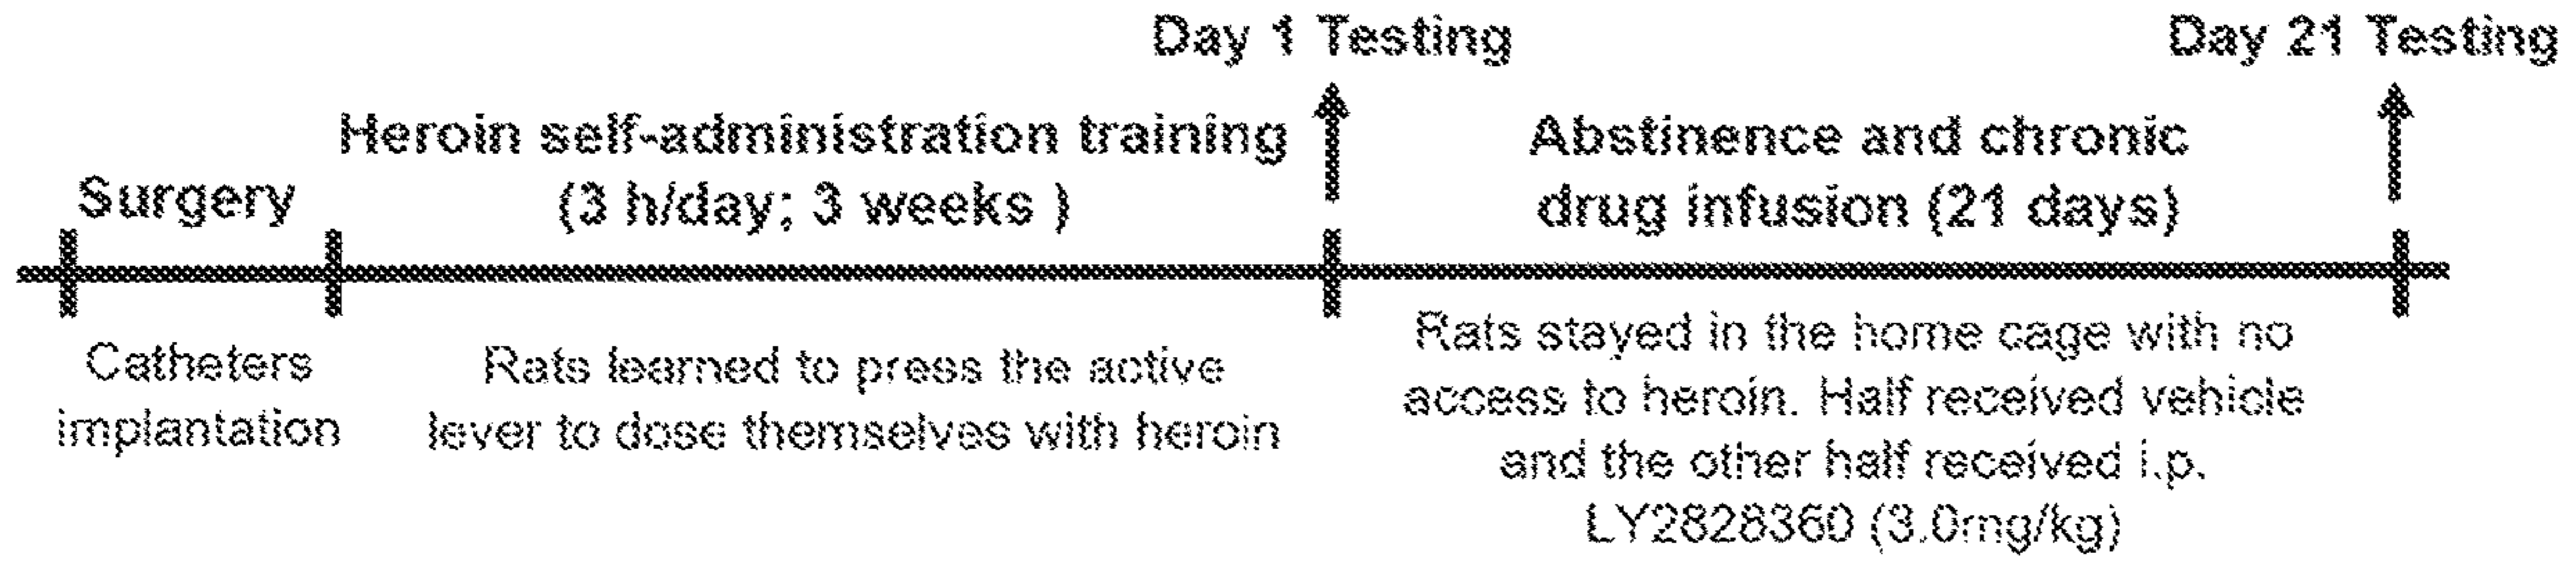 Day 1 Testing
Day 21 Testing
Heroin self-administration training
(3 h/day; 3 weeks )
Abstinence and chronic
drug infusion (21 days)
Surgery
Catheters
implantation
Rats learned to press the active
lever to dose themselves with heroin
Rats stayed in the home cage with no
access to heroin. Half received vehicle
and the other half received i.p.
LY2828360 (3.0mg/kg)